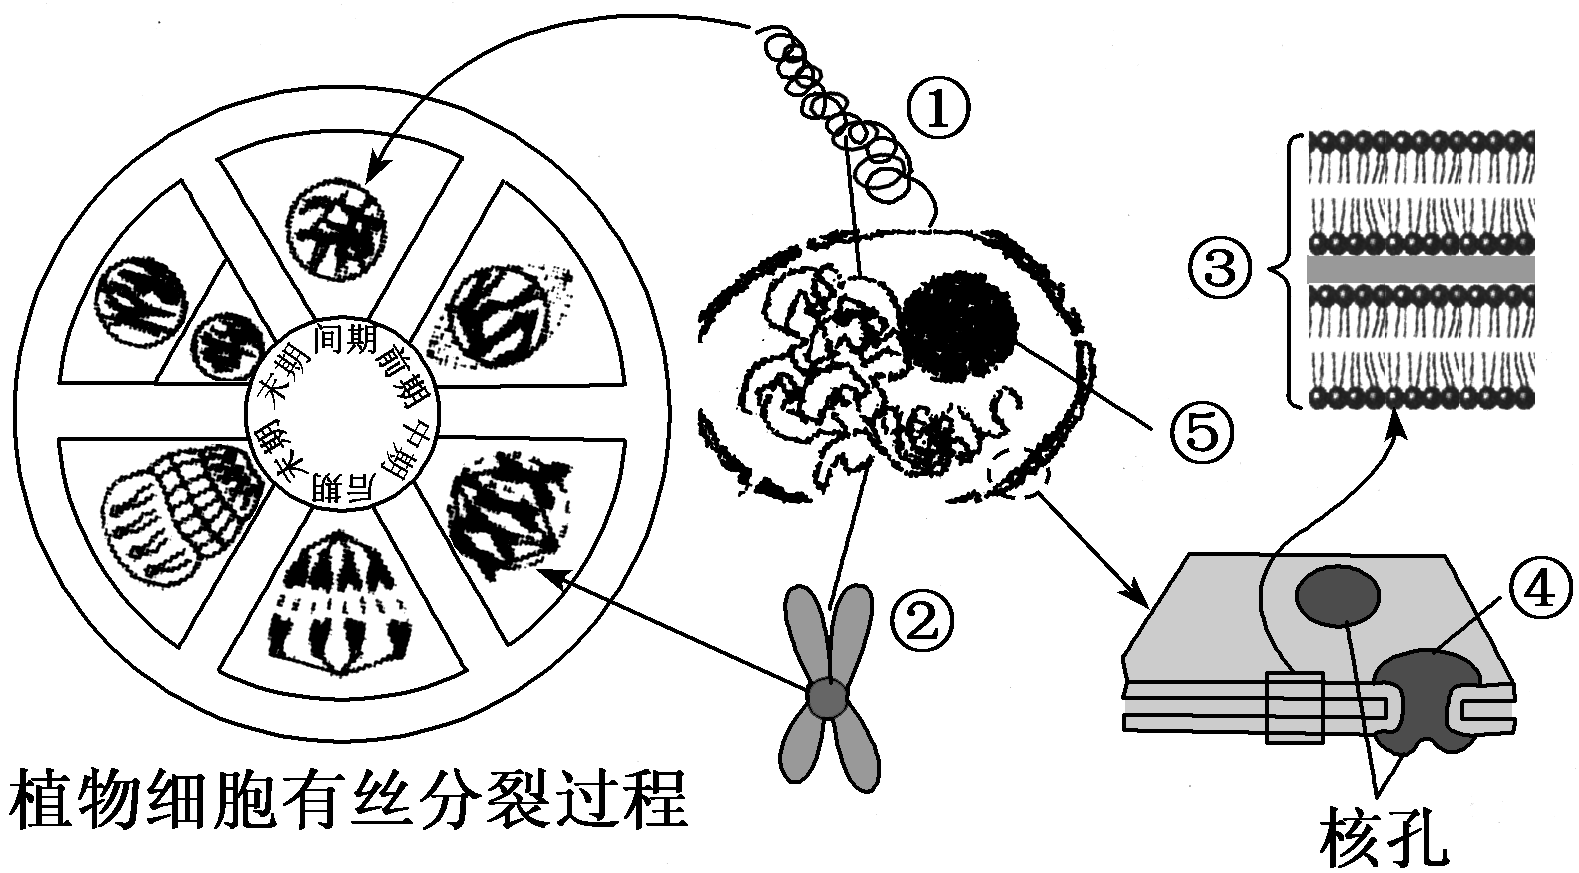 ①
③
间期
前期
中期
后期
末期
末期
⑤
②
④
核孔
植物细胞有丝分裂过程